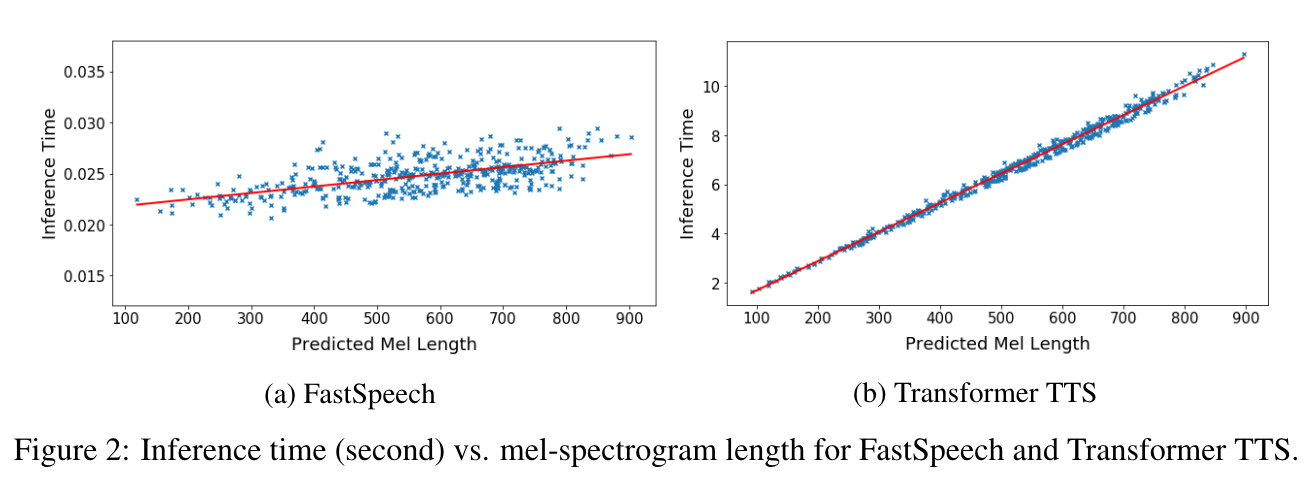 0.035
0.030
0.025
0.020
0.015
Inference Time
100 200 300 400 500 600 700 800 900
Predicted Mel Length
(a) FastSpeech
10
8
6
4
2
Inference Time
100 200 300 400 500 600 700 800 900
Predicted Mel Length
(b) Transformer TTS
Figure 2: Inference time (second) vs. mel-spectrogram length for FastSpeech and Transformer TTS.